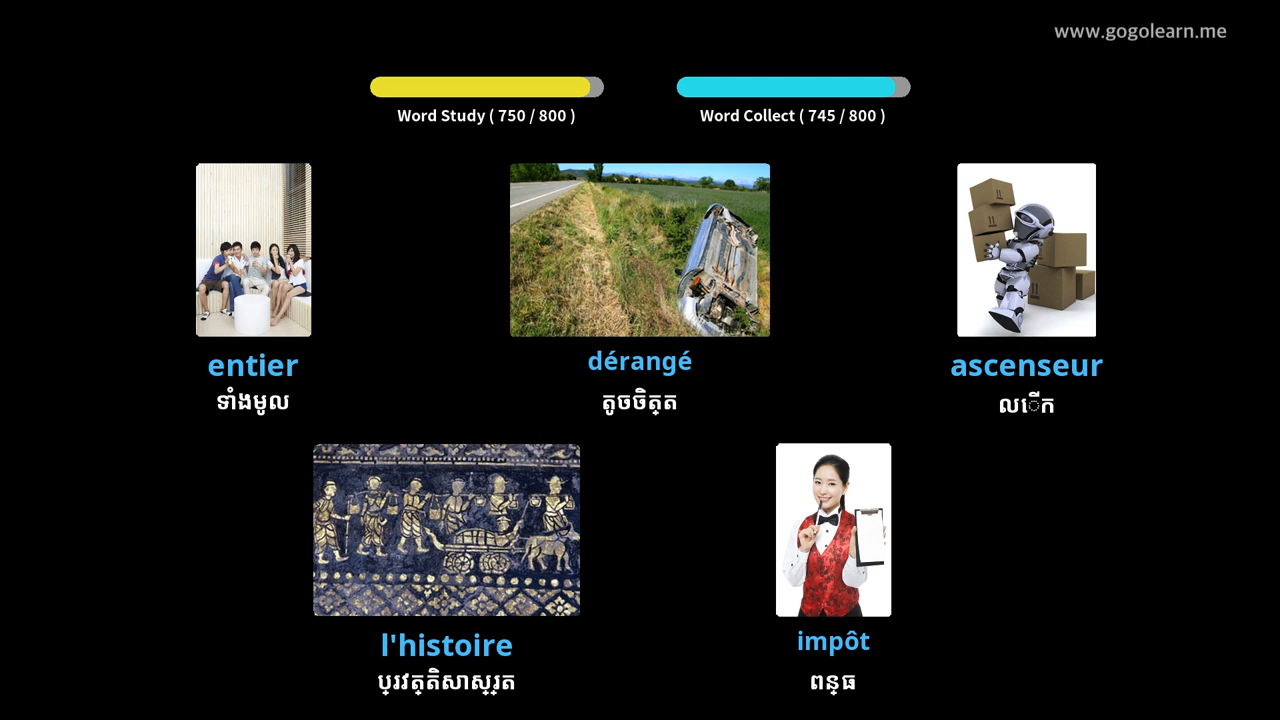 www.gogolearn.me
Word Study ( 750 / 800 )
Word Collect ( 745 / 800 )
entier
ទាំងមូល
dérangé
តូចចិត្ត
ascenseur
លើក
l'histoire
ប្រវត្តិសាស្រ្ត
impôt
ពន្ធ